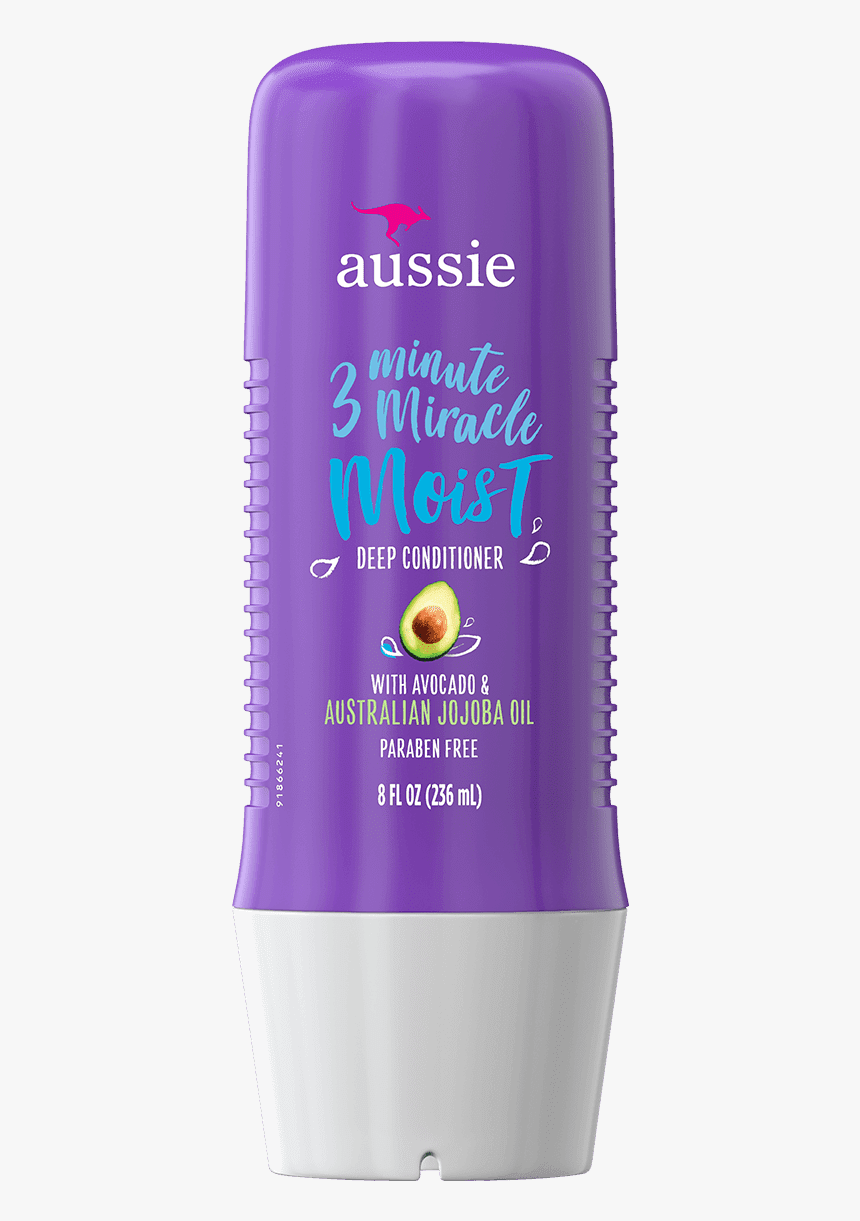 aussie
3 minute
Miracle
Moist
DEEP CONDITIONER
WITH AVOCADO &
AUSTRALIAN JOJOBA OIL
PARABEN FREE
8 FL OZ (236 mL)
91866241